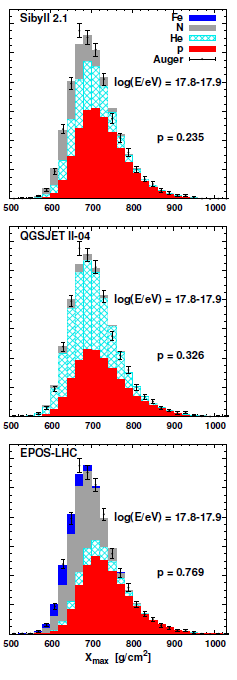 Sibyll 2.1
Fe
N
He
p
Auger
log(E/eV) = 17.8-17.9
p = 0.235
500 600 700 800 900 1000
QGSJET II-04
log(E/eV) = 17.8-17.9
p = 0.326
500 600 700 800 900 1000
EPOS-LHC
log(E/eV) = 17.8-17.9
p = 0.769
500 600 700 800 900 1000
Xmax [g/cm²]